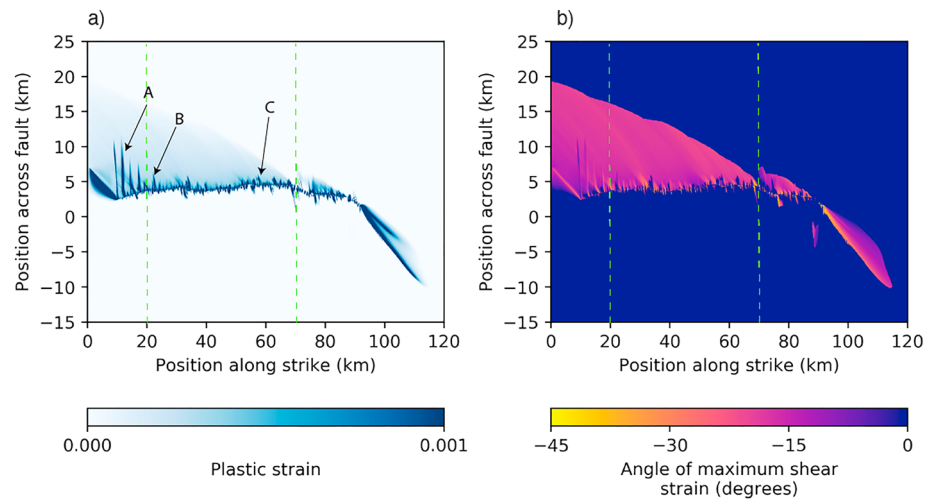 a)
25
20
15
10
5
0
−5
−10
−15
Position across fault (km)
A
B
C
0 20 40 60 80 100 120
Position along strike (km)
0.000 0.001
Plastic strain
b)
25
20
15
10
5
0
−5
−10
−15
Position across fault (km)
0 20 40 60 80 100 120
Position along strike (km)
−45 −30 −15 0
Angle of maximum shear
strain (degrees)